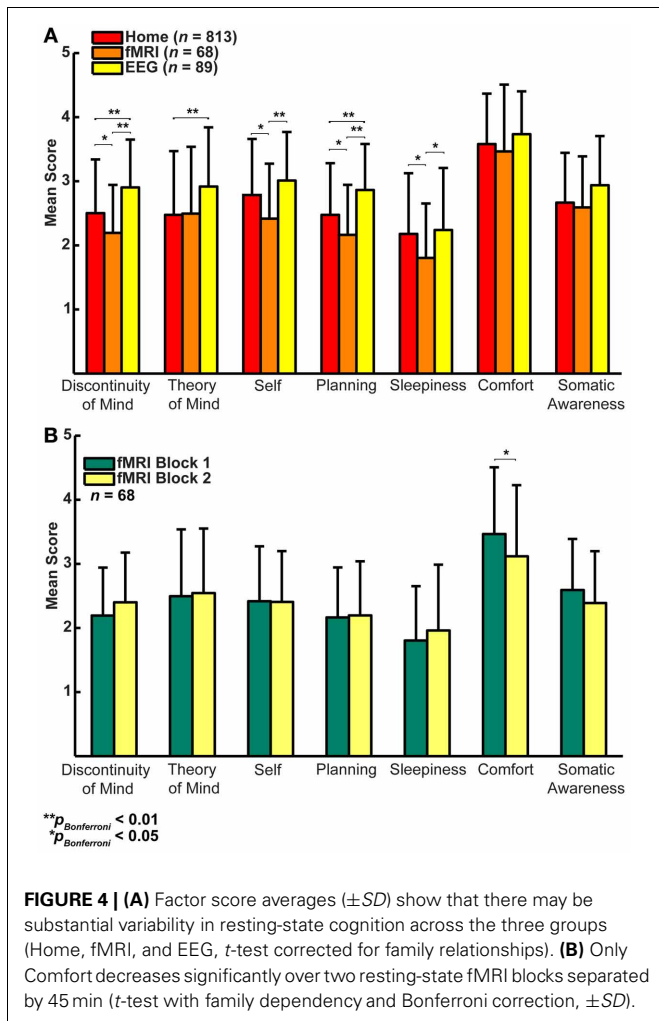 A
Home (n = 813)
fMRI (n = 68)
EEG (n = 89)
Mean Score
5
4
3
2
1
** * **
**
* **
** * **
* *
Discontinuity of Mind
Theory of Mind
Self
Planning
Sleepiness
Comfort
Somatic Awareness
B
fMRI Block 1
fMRI Block 2
n = 68
Mean Score
5
4
3
2
1
*
Discontinuity of Mind
Theory of Mind
Self
Planning
Sleepiness
Comfort
Somatic Awareness
**pBonferroni < 0.01
*pBonferroni < 0.05
FIGURE 4 | (A) Factor score averages (±SD) show that there may be
substantial variability in resting-state cognition across the three groups
(Home, fMRI, and EEG, t-test corrected for family relationships). (B) Only
Comfort decreases significantly over two resting-state fMRI blocks separated
by 45 min (t-test with family dependency and Bonferroni correction, ±SD).